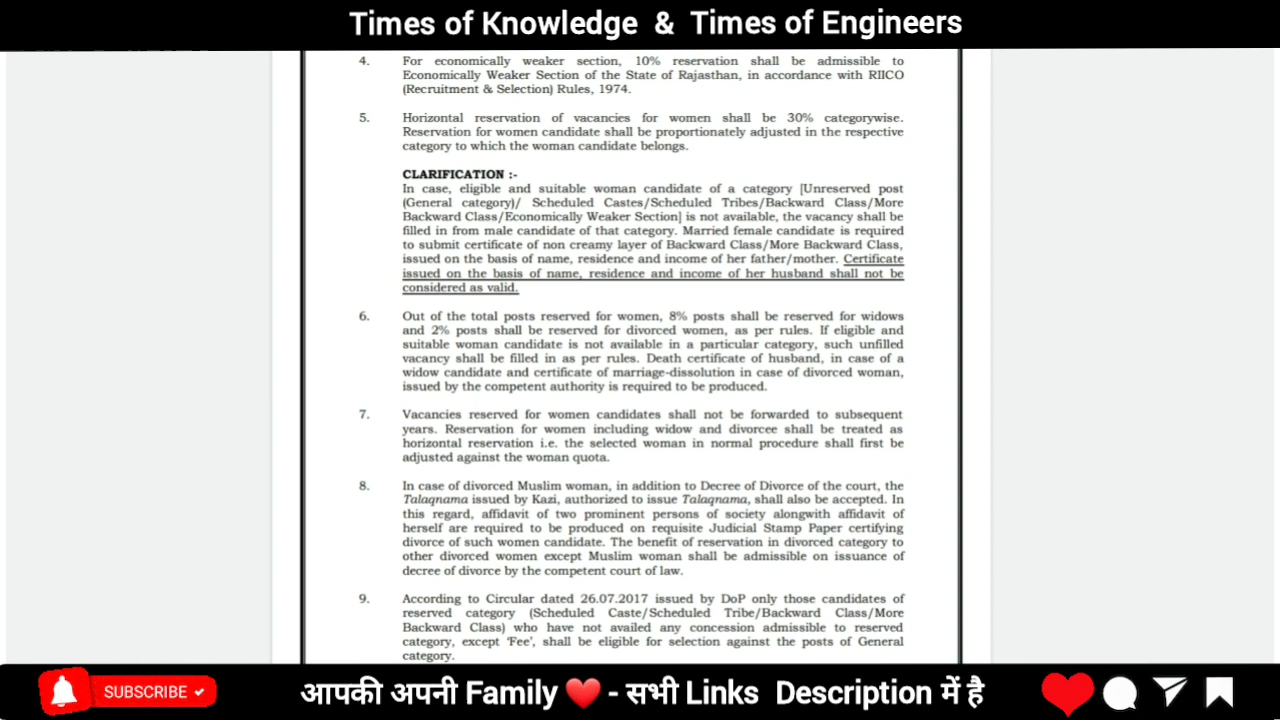 Times of Knowledge & Times of Engineers
4. For economically weaker section, 10% reservation shall be admissible to
Economically Weaker Section of the State of Rajasthan, in accordance with RIICO
(Recruitment & Selection) Rules, 1974.
5. Horizontal reservation of vacancies for women shall be 30% categorywise.
Reservation for women candidate shall be proportionately adjusted in the respective
category to which the woman candidate belongs.
CLARIFICATION :-
In case, eligible and suitable woman candidate of a category [Unreserved post
(General category)/ Scheduled Castes/Scheduled Tribes/Backward Class/More
Backward Class/Economically Weaker Section] is not available, the vacancy shall be
filled in from male candidate of that category. Married female candidate is required
to submit certificate of non creamy layer of Backward Class/More Backward Class,
issued on the basis of name, residence and income of her father/mother. Certificate
issued on the basis of name, residence and income of her husband shall not be
considered as valid.
6. Out of the total posts reserved for women, 8% posts shall be reserved for widows
and 2% posts shall be reserved for divorced women, as per rules. If eligible and
suitable woman candidate is not available in a particular category, such unfilled
vacancy shall be filled in as per rules. Death certificate of husband, in case of a
widow candidate and certificate of marriage-dissolution in case of divorced woman,
issued by the competent authority is required to be produced.
7. Vacancies reserved for women candidates shall not be forwarded to subsequent
years. Reservation for women including widow and divorcee shall be treated as
horizontal reservation i.e. the selected woman in normal procedure shall first be
adjusted against the woman quota.
8. In case of divorced Muslim woman, in addition to Decree of Divorce of the court, the
Talaqnama issued by Kazi, authorized to issue Talaqnama, shall also be accepted. In
this regard, affidavit of two prominent persons of society alongwith affidavit of
herself are required to be produced on requisite Judicial Stamp Paper certifying
divorce of such women candidate. The benefit of reservation in divorced category to
other divorced women except Muslim woman shall be admissible on issuance of
decree of divorce by the competent court of law.
9. According to Circular dated 26.07.2017 issued by DoP only those candidates of
reserved category (Scheduled Caste/Scheduled Tribe/Backward Class/More
Backward Class) who have not availed any concession admissible to reserved
category, except 'Fee', shall be eligible for selection against the posts of General
category.
SUBSCRIBE
आपकी अपनी Family ❤️ - सभी Links Description में है